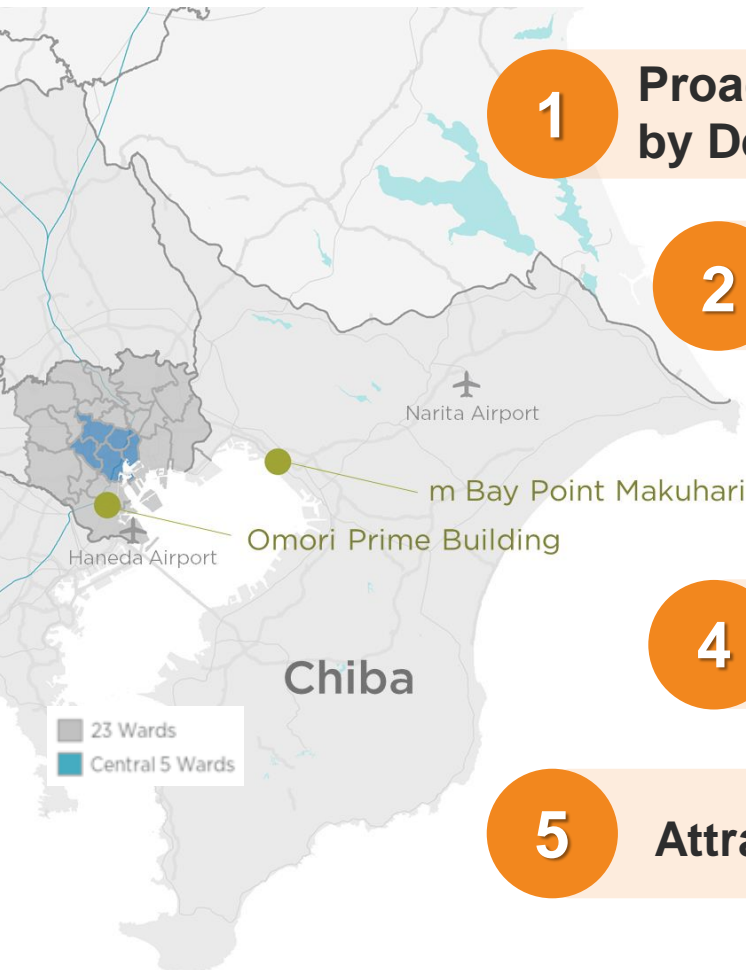 1
Proac
by De
2
Narita Airport
m Bay Point Makuhari
Omori Prime Building
Haneda Airport
4
Chiba
23 Wards
Central 5 Wards
5
Attra